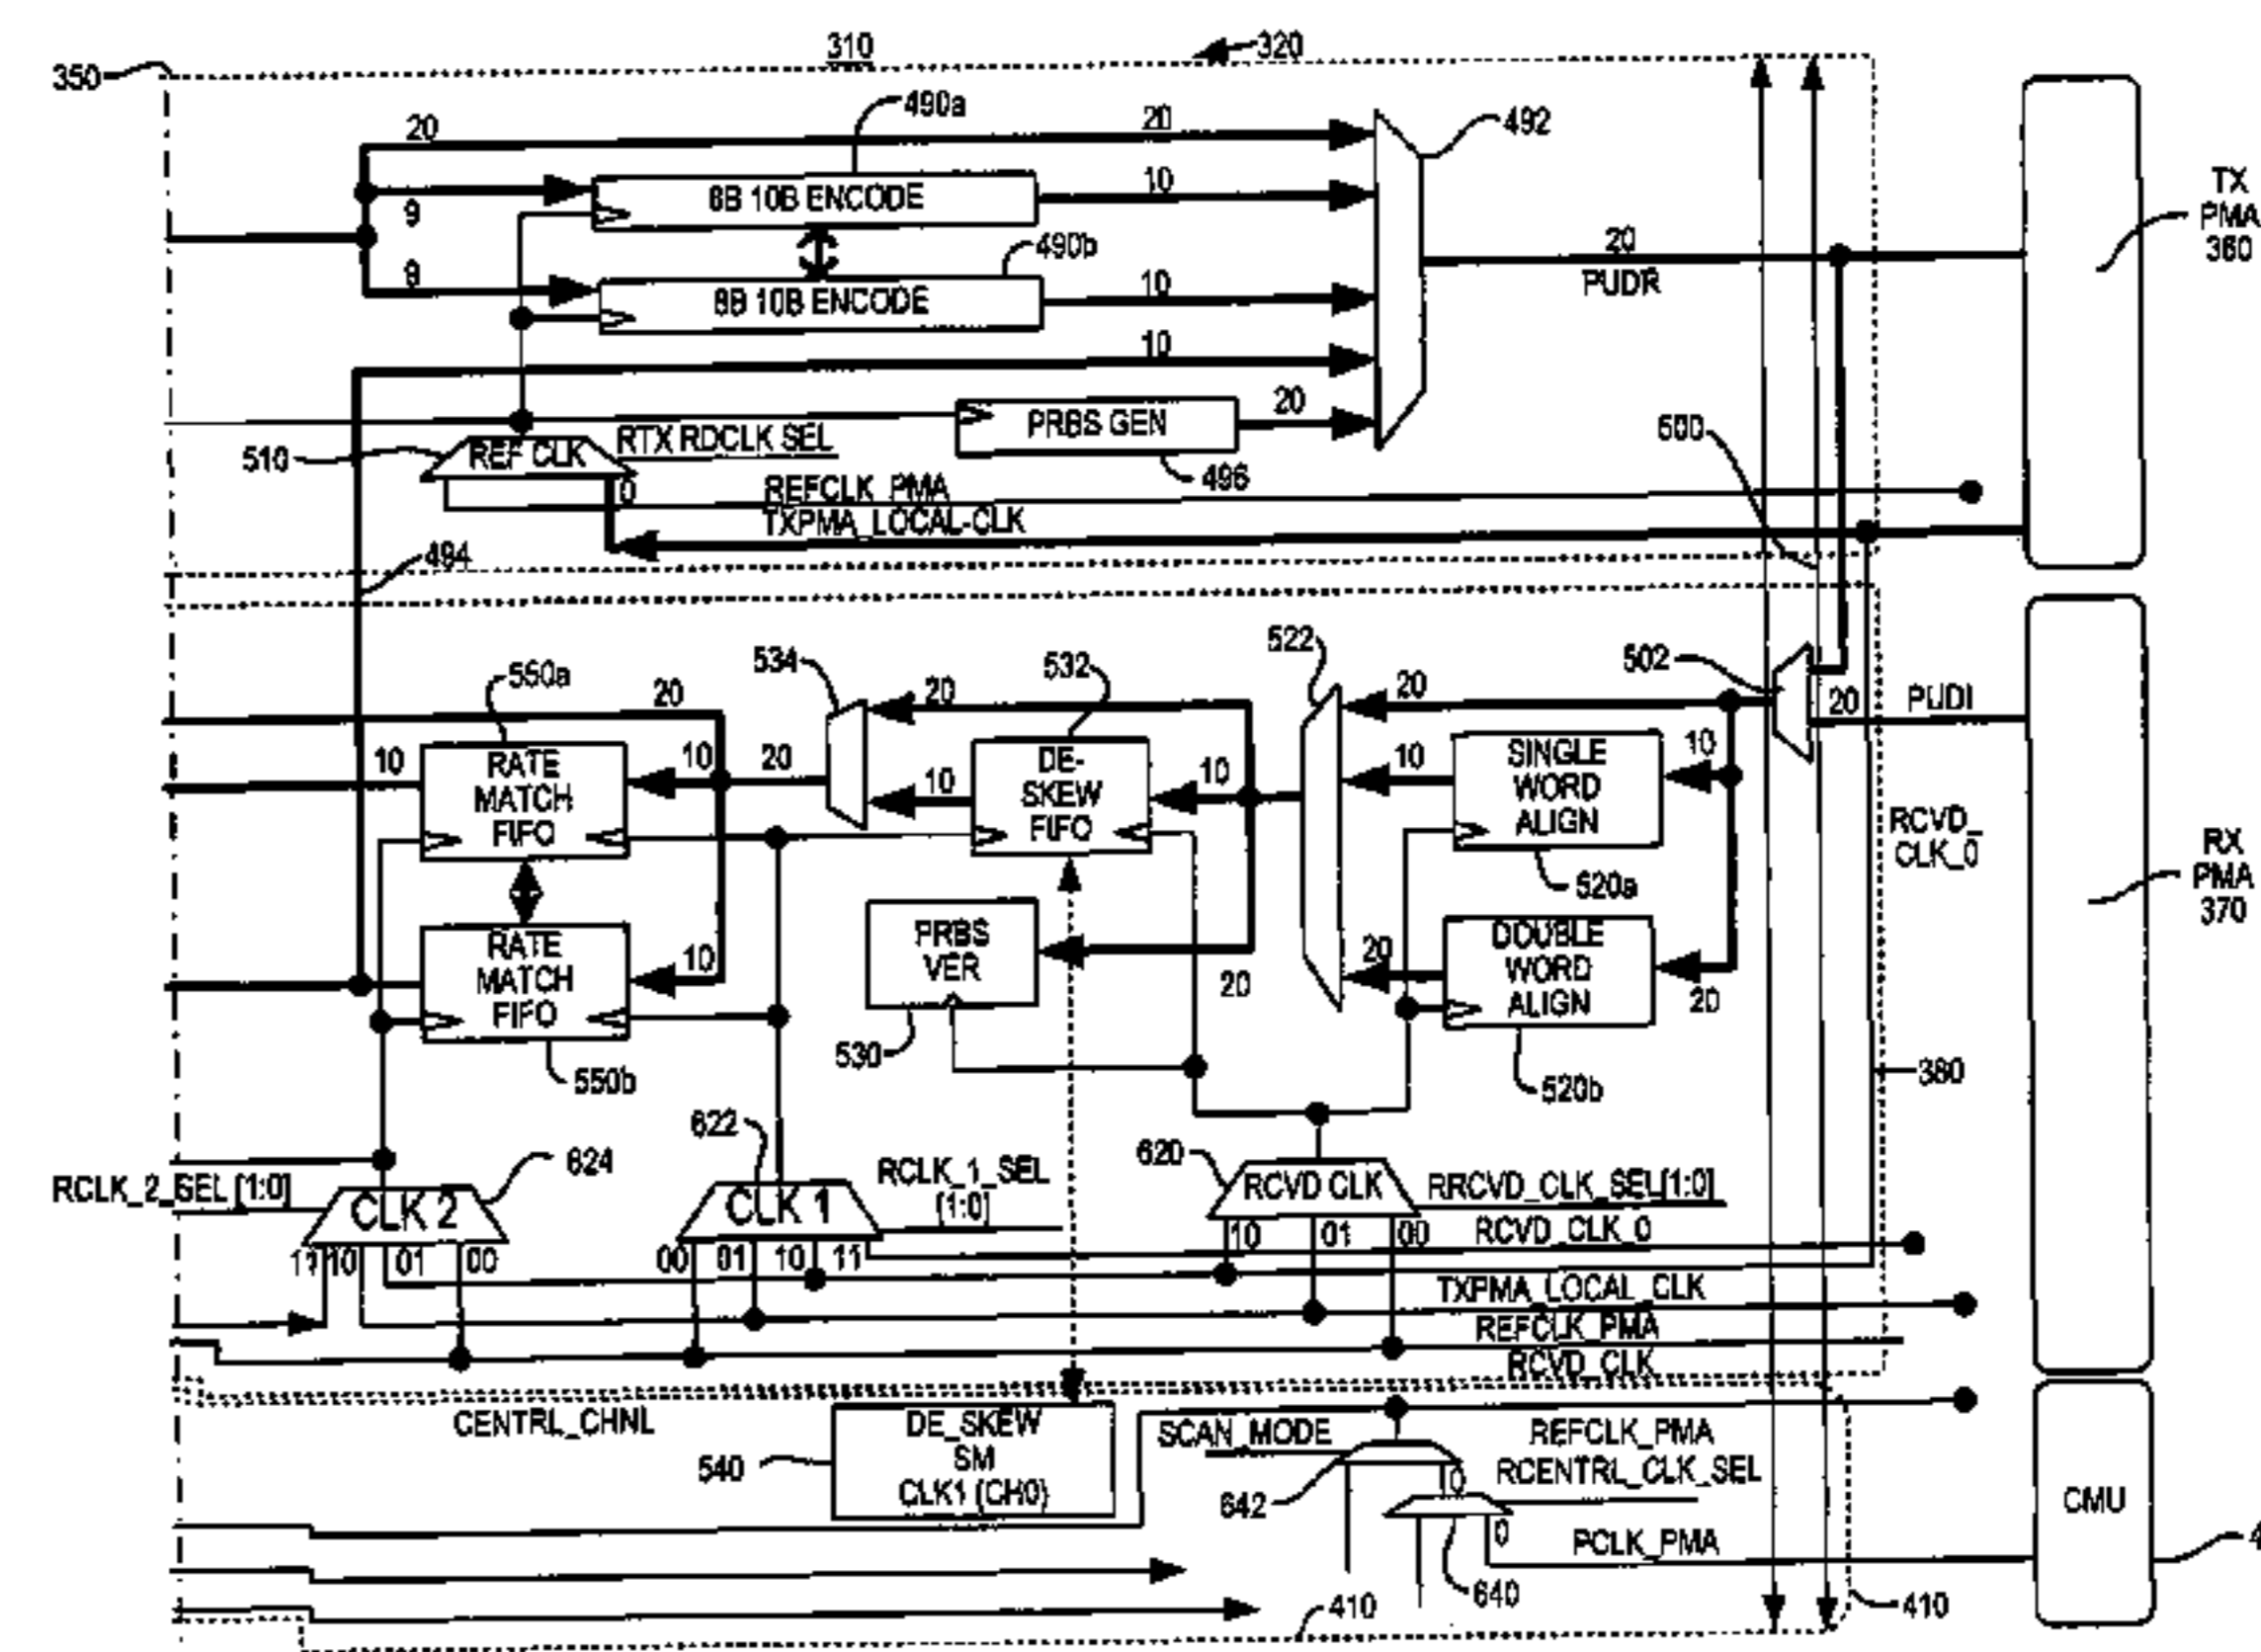 310
320
350
490a
20
20
492
8B 10B ENCODE
10
9
TX
PMA
360
490b
20
PUDR
9
8B 10B ENCODE
10
10
20
PRBS GEN
RTX RDCLK SEL
500
510
REF CLK
496
0
REFCLK_PMA
TXPMA_LOCAL-CLK
494
522
534
532
502
550a
20
20
20
20
PUDI
RATE
MATCH
FIFO
10
10
20
DE-
SKEW
FIFO
10
10
10
SINGLE
WORD
ALIGN
10
RCVD_
CLK_0
RX
PMA
370
520a
RATE
MATCH
FIFO
10
PRBS
VER
20
20
DOUBLE
WORD
ALIGN
20
530
550b
520b
380
622
624
620
RCLK_2_SEL [1:0]
CLK 2
CLK 1
RCLK_1_SEL
[1:0]
RCVD CLK
RRCVD_CLK_SEL[1:0]
11 10 01 00
00 01 10 11
10 01 00
RCVD_CLK_0
TXPMA_LOCAL_CLK
REFCLK_PMA
RCVD_CLK
CENTRL_CHNL
540
DE_SKEW
SM
CLK1 (CH0)
SCAN_MODE
REFCLK_PMA
RCENTRL_CLK_SEL
642
0
0
PCLK_PMA
640
CMU
410
410